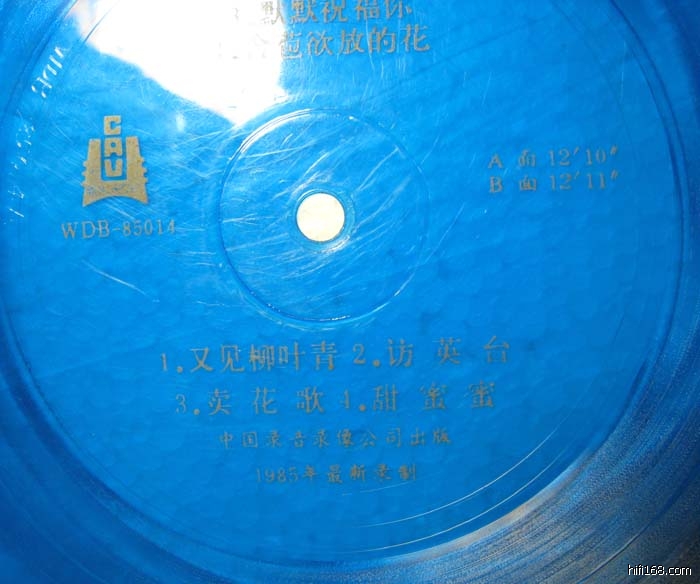 默默祝福你
苞欲放的花
CAV
WDB-85014
A 面 12'10"
B 面 12'11"
1.又见柳叶青 2.访英台
3.卖花歌 4.甜蜜蜜
中国录音录像公司出版
1985年最新录制
hifi168.com